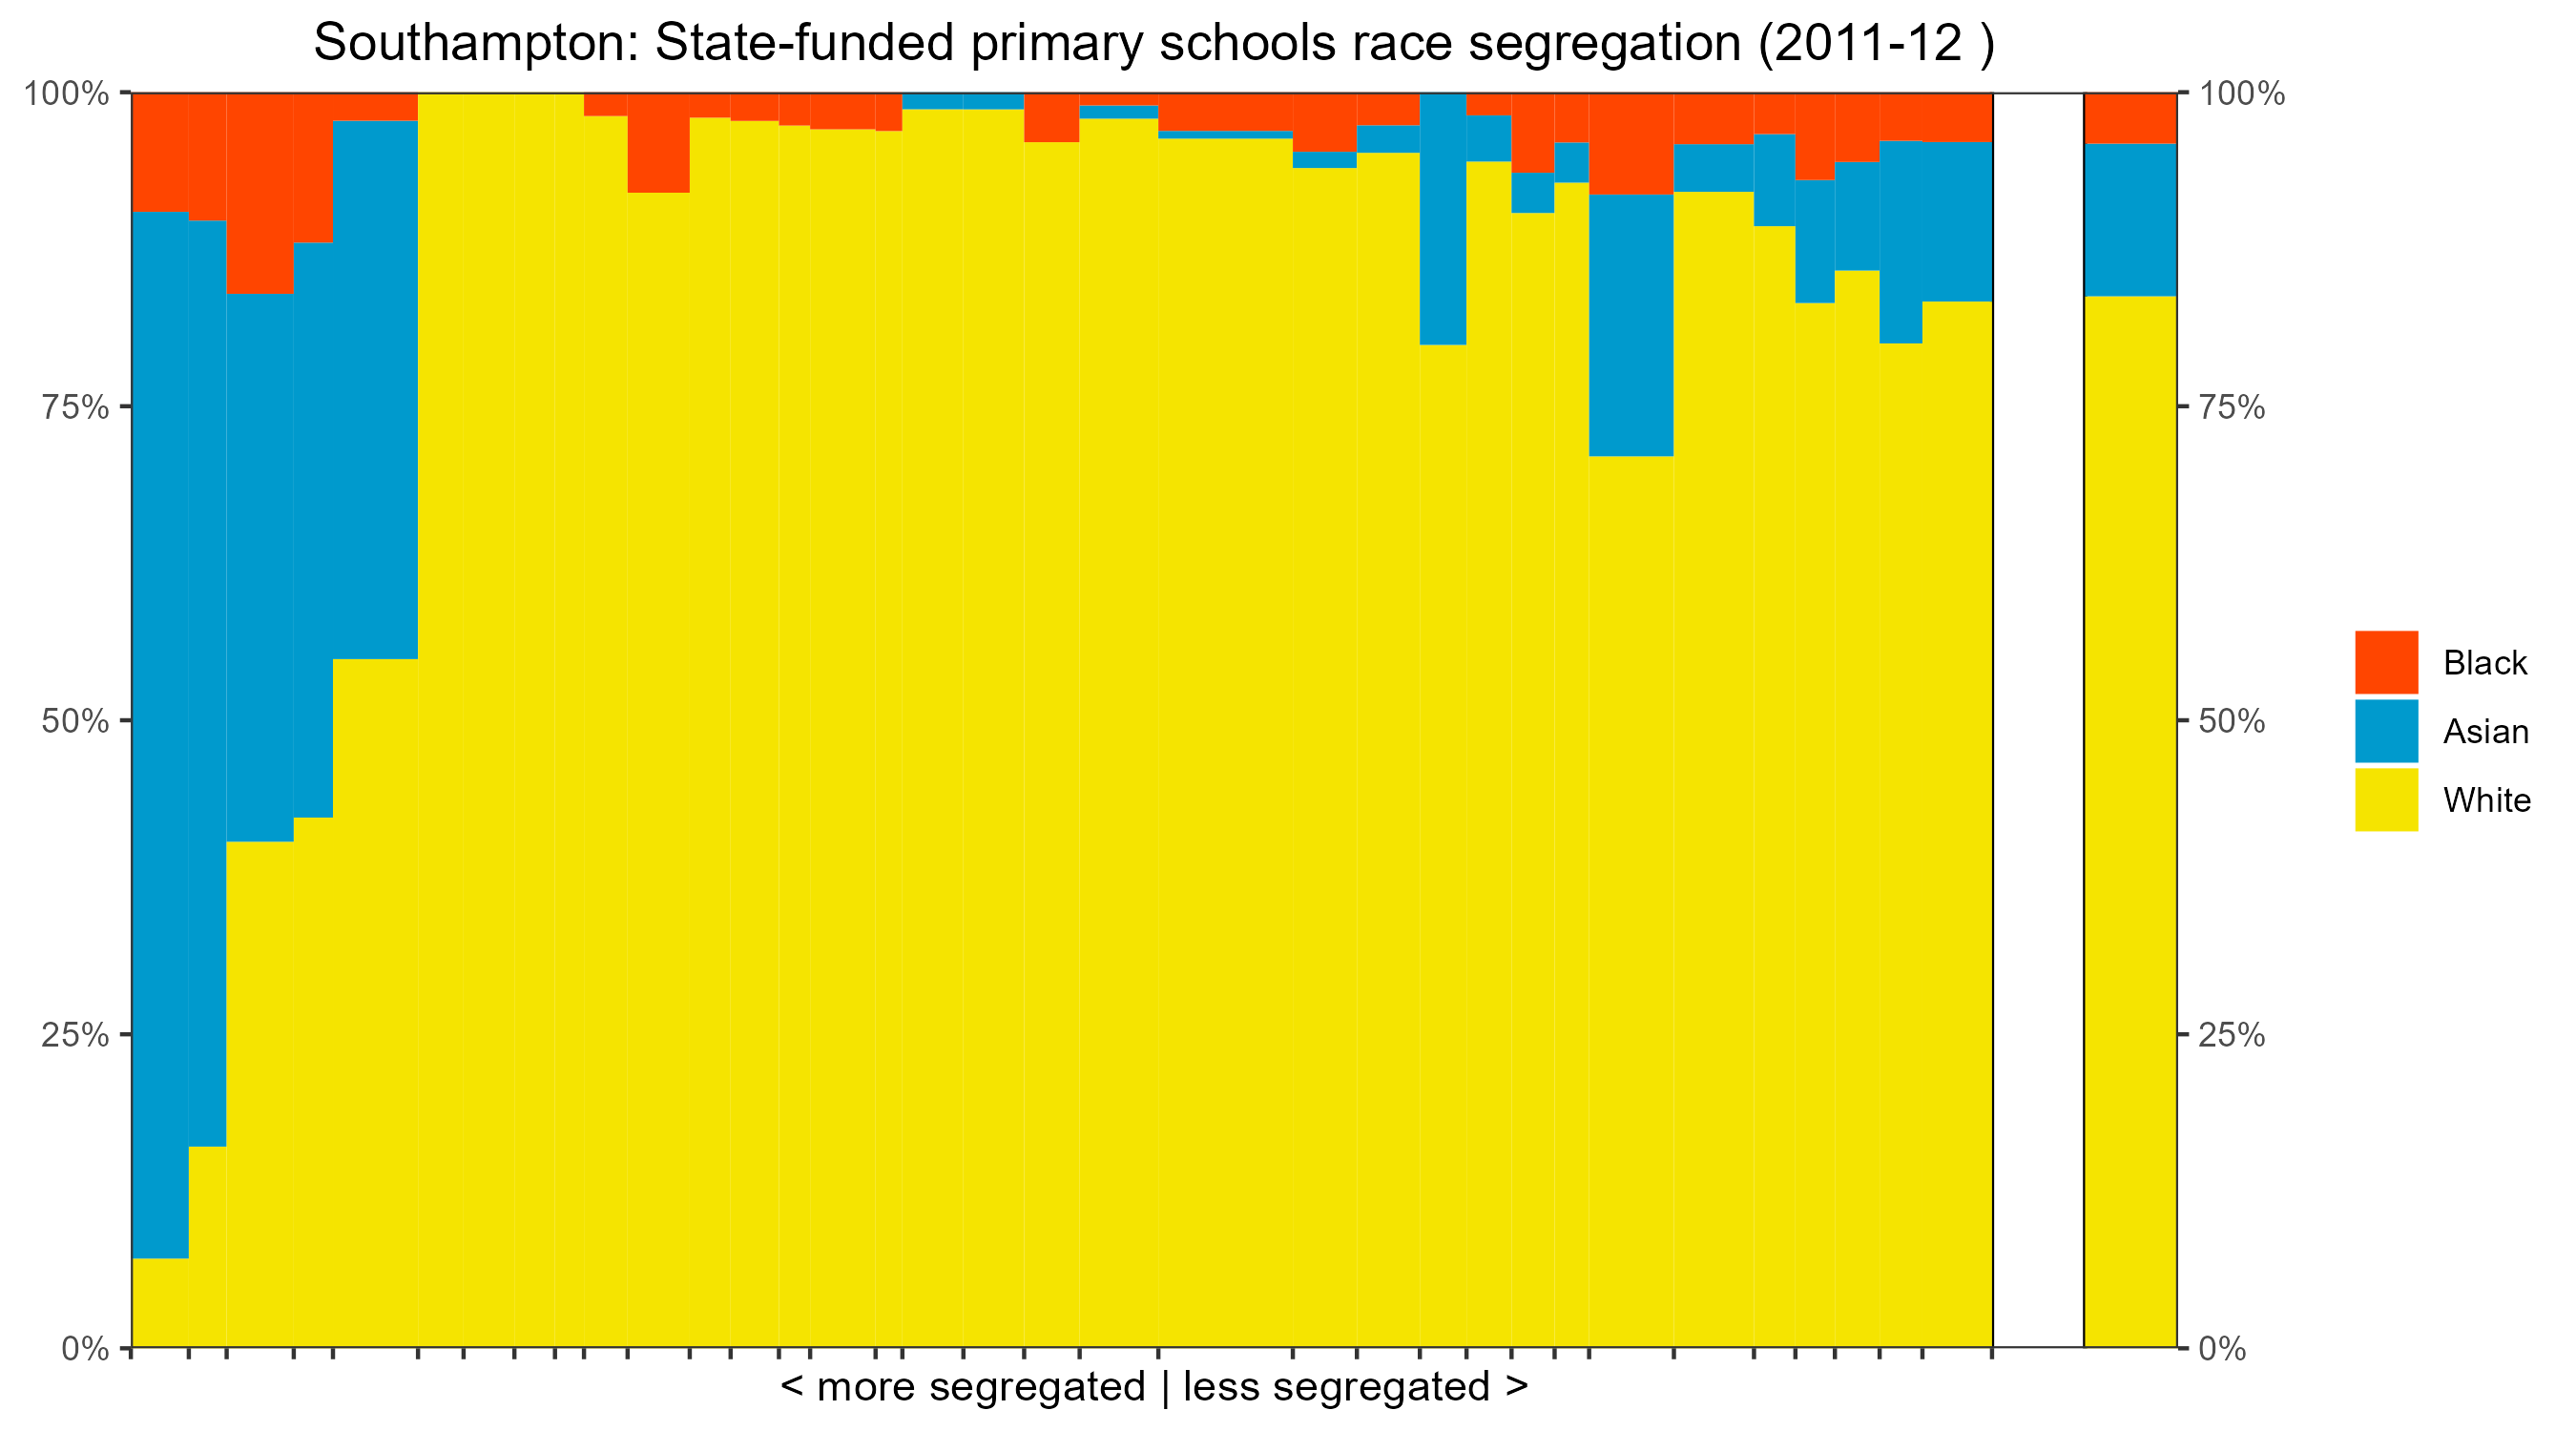 Southampton: State-funded primary schools race segregation (2011-12 )
100%
75%
50%
25%
0%
100%
75%
50%
25%
0%
Black
Asian
White
< more segregated | less segregated >